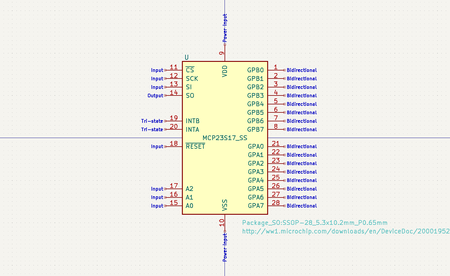 Power Input
9
U
VDD
Input 11 CS GPB0 1 Bidirectional
Input 12 SCK GPB1 2 Bidirectional
Input 13 SI GPB2 3 Bidirectional
Output 14 SO GPB3 4 Bidirectional
GPB4 5 Bidirectional
GPB5 6 Bidirectional
Tri-state 19 INTB GPB6 7 Bidirectional
Tri-state 20 INTA GPB7 8 Bidirectional
MCP23S17_SS
Input 18 RESET GPA0 21 Bidirectional
GPA1 22 Bidirectional
GPA2 23 Bidirectional
GPA3 24 Bidirectional
GPA4 25 Bidirectional
Input 17 A2 GPA5 26 Bidirectional
Input 16 A1 GPA6 27 Bidirectional
Input 15 A0 GPA7 28 Bidirectional
VSS
10
Power Input
Package_SO:SSOP-28_5.3x10.2mm_P0.65mm
http://ww1.microchip.com/downloads/en/DeviceDoc/20001952